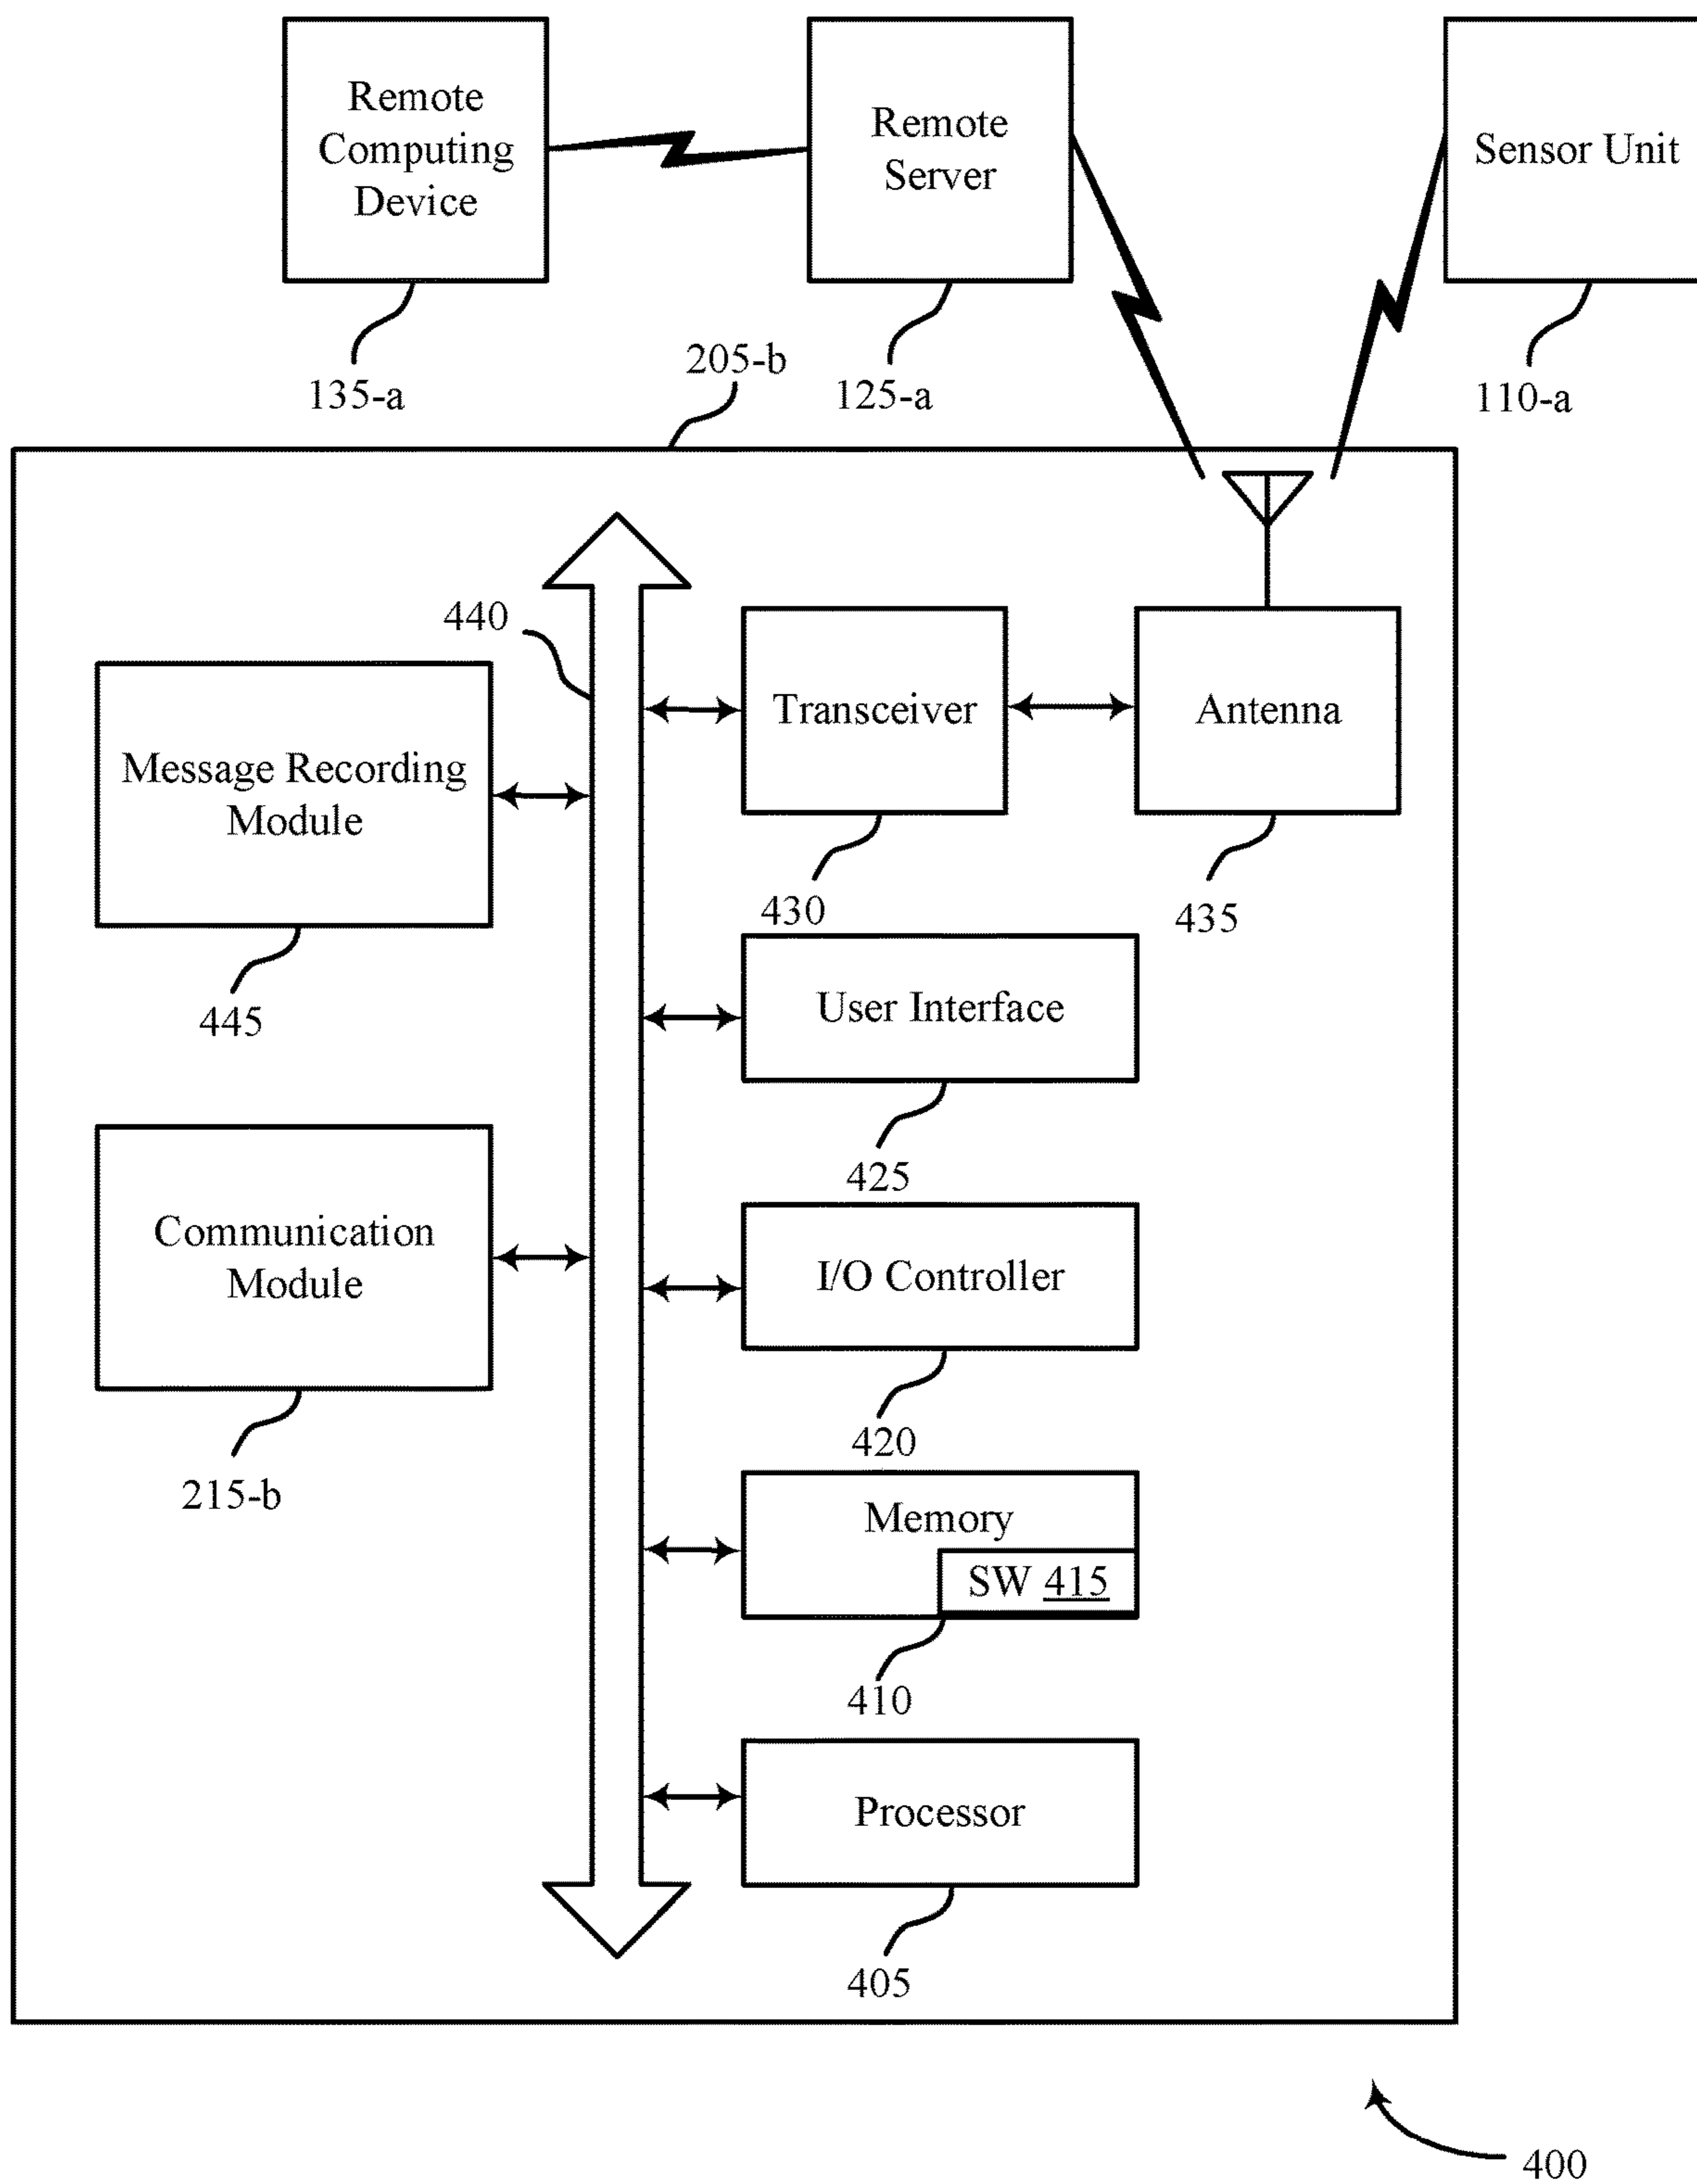 Remote
Computing
Device
Remote
Server
Sensor Unit
135-a
125-a
110-a
205-b
440
Message Recording
Module
445
Transceiver
430
Antenna
435
User Interface
425
Communication
Module
215-b
I/O Controller
420
Memory
SW 415
410
Processor
405
400